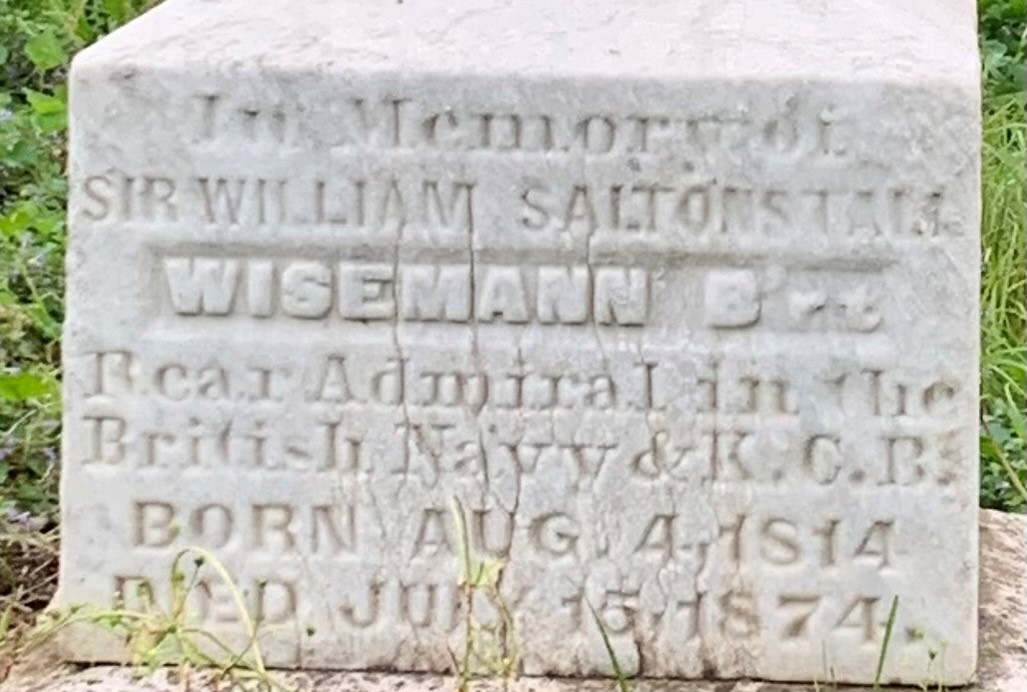 In Memory of
SIR WILLIAM SALTONSTALL
WISEMANN Brt
Rear Admiral in the
British Navy & K.C.B.
BORN AUG. 4, 1814
DIED JULY 15, 1874.